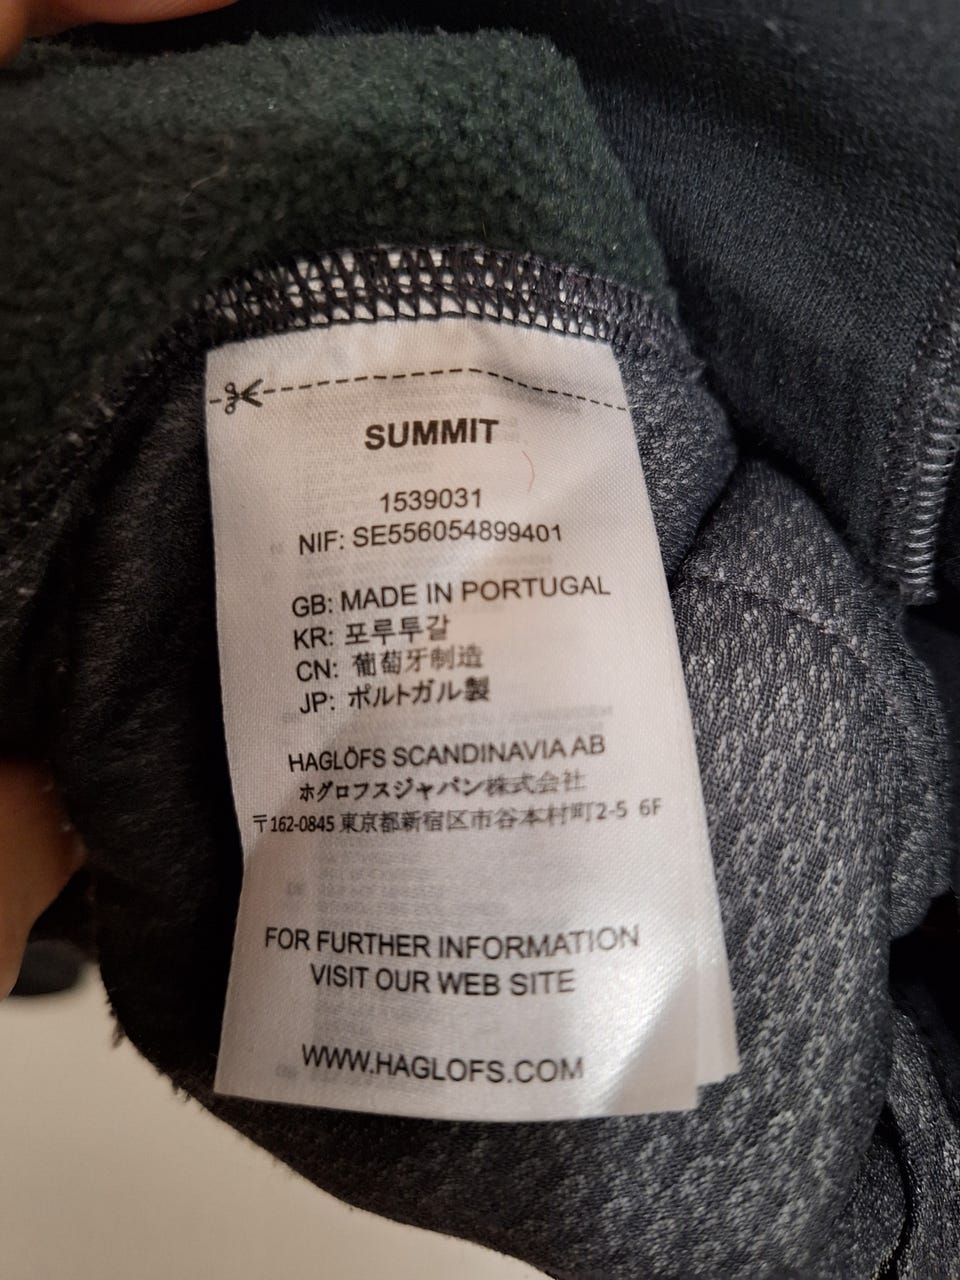 SUMMIT
1539031
NIF: SE556054899401
GB: MADE IN PORTUGAL
KR: 포루투갈
CN: 葡萄牙制造
JP: ポルトガル製
HAGLÖFS SCANDINAVIA AB
ホグロフスジャパン株式会社
〒162-0845 東京都新宿区市谷本村町2-5 6F
FOR FURTHER INFORMATION
VISIT OUR WEB SITE
WWW.HAGLOFS.COM